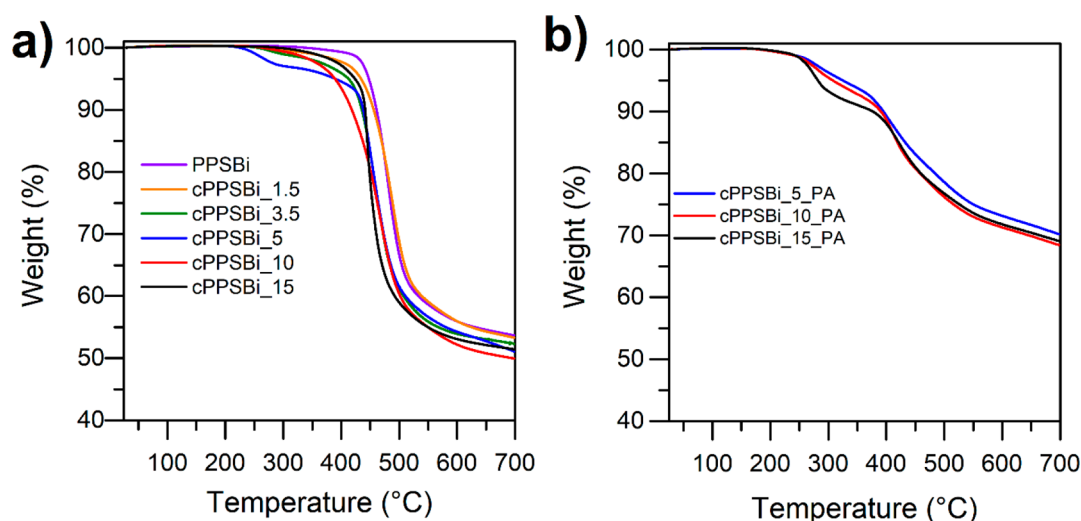 a)
100
90
80
70
60
50
40
Weight (%)
PPSBi
cPPSBi_1.5
cPPSBi_3.5
cPPSBi_5
cPPSBi_10
cPPSBi_15
100 200 300 400 500 600 700
Temperature (°C)
b)
100
90
80
70
60
50
40
Weight (%)
cPPSBi_5_PA
cPPSBi_10_PA
cPPSBi_15_PA
100 200 300 400 500 600 700
Temperature (°C)